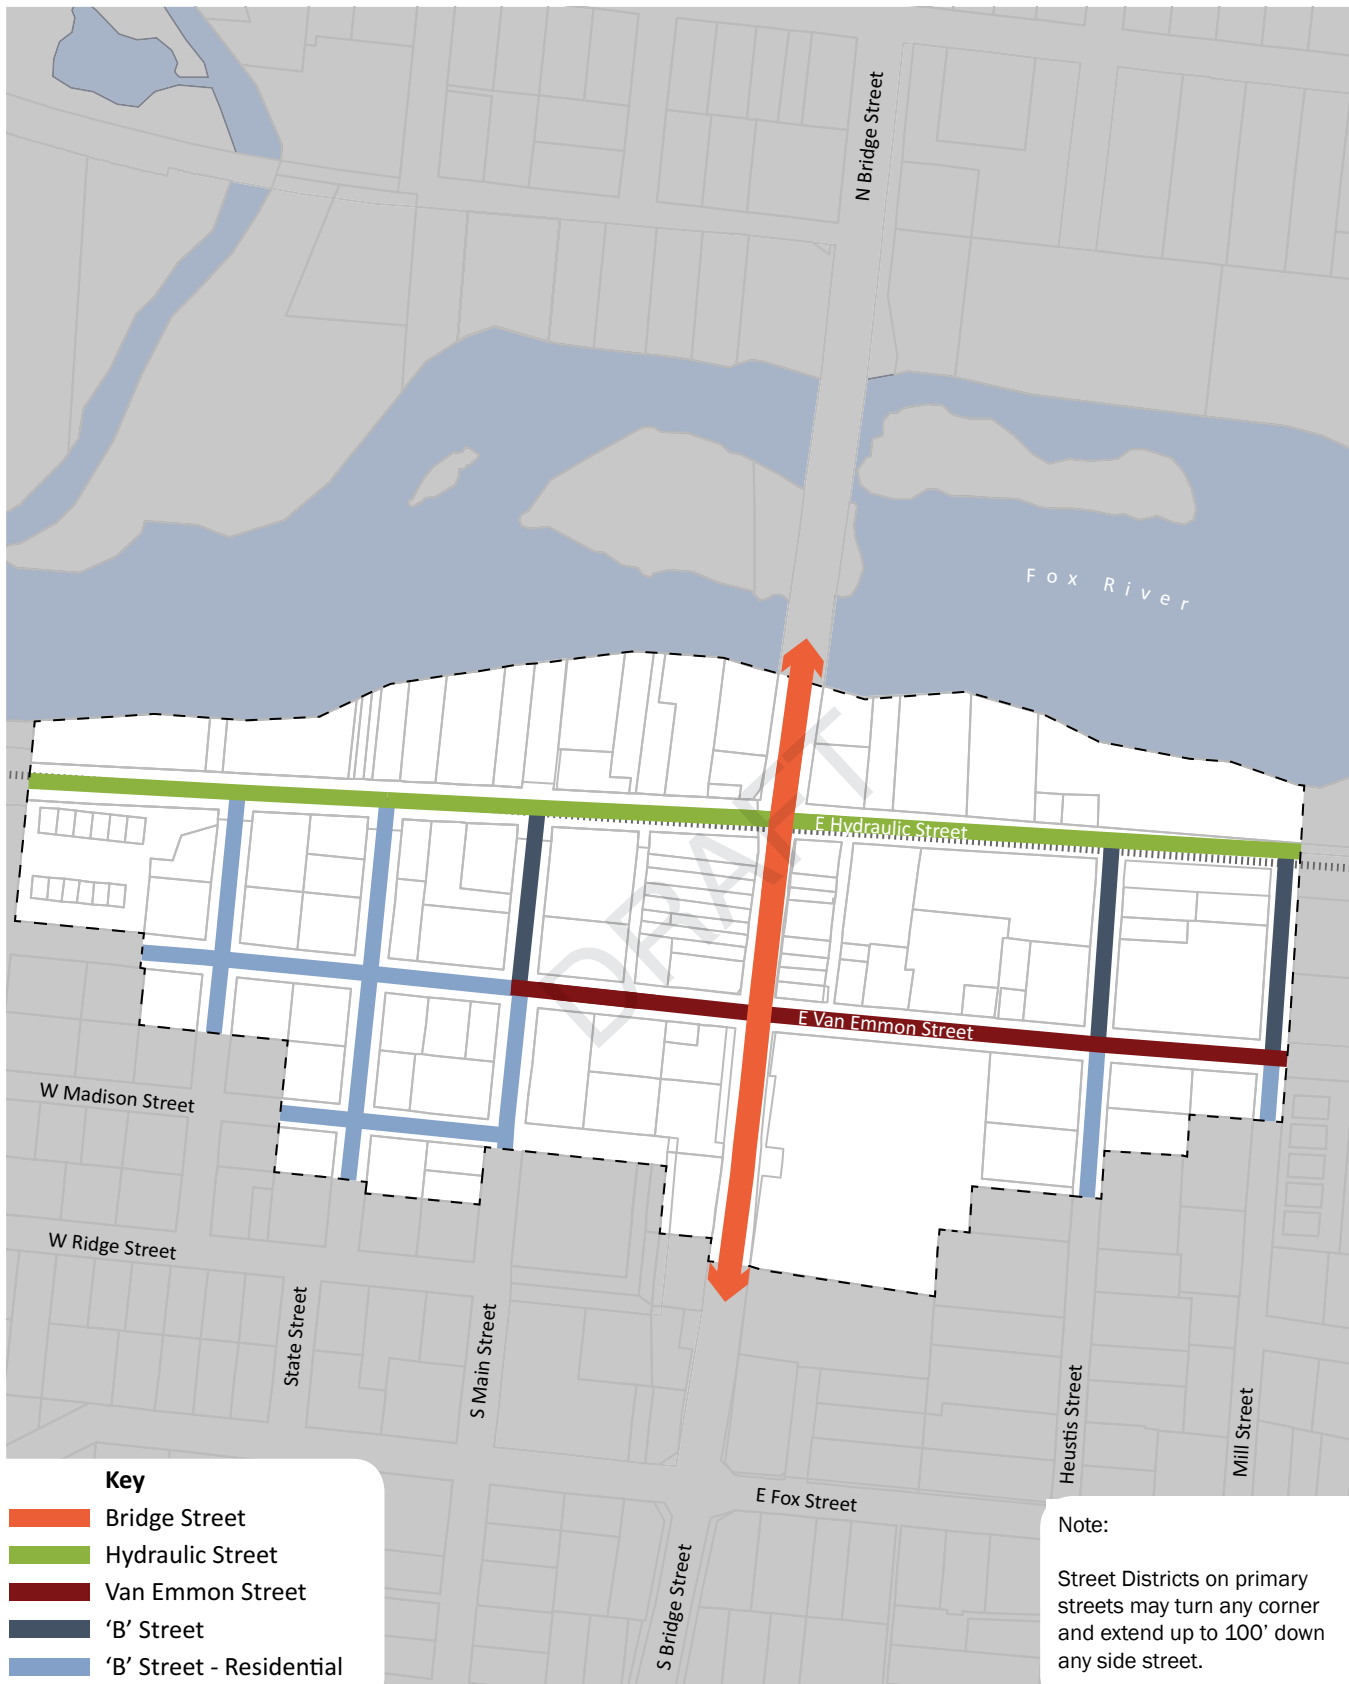 N Bridge Street
Fox River
E Hydraulic Street
DRAFT
E Van Emmon Street
W Madison Street
W Ridge Street
State Street
S Main Street
Heustis Street
Mill Street
E Fox Street
S Bridge Street
Key
Bridge Street
Hydraulic Street
Van Emmon Street
‘B’ Street
‘B’ Street - Residential
Note:
Street Districts on primary
streets may turn any corner
and extend up to 100’ down
any side street.